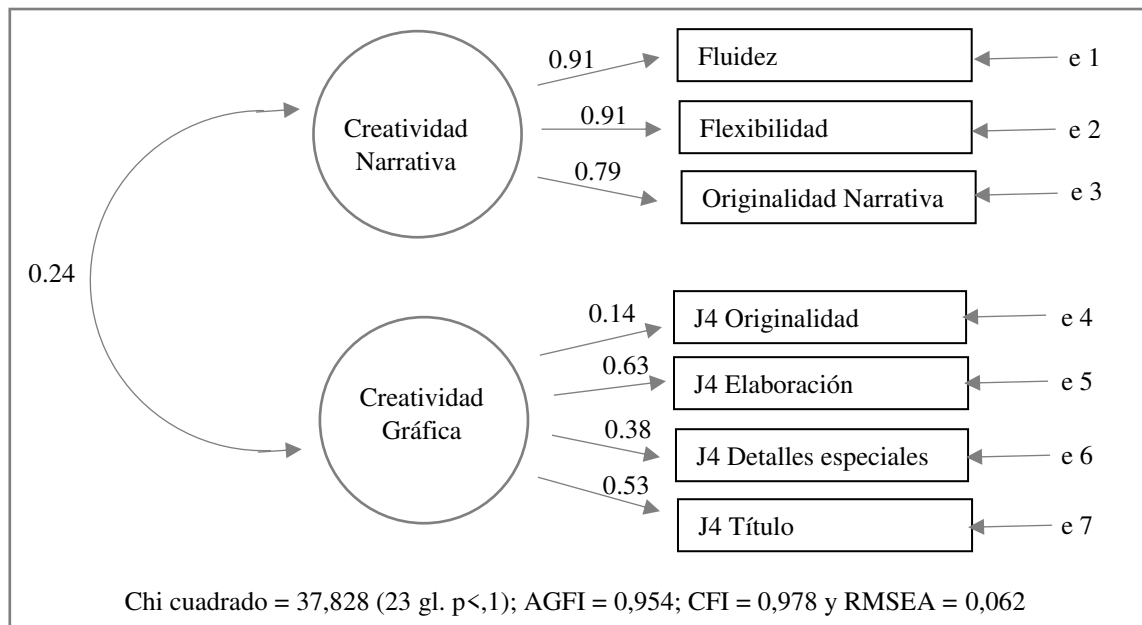 0.91
Fluidez
e 1
Creatividad
Narrativa
0.91
Flexibilidad
e 2
0.79
Originalidad Narrativa
e 3
0.24
0.14
J4 Originalidad
e 4
Creatividad
Gráfica
0.63
J4 Elaboración
e 5
0.38
J4 Detalles especiales
e 6
0.53
J4 Título
e 7
Chi cuadrado = 37,828 (23 gl. p<,1); AGFI = 0,954; CFI = 0,978 y RMSEA = 0,062